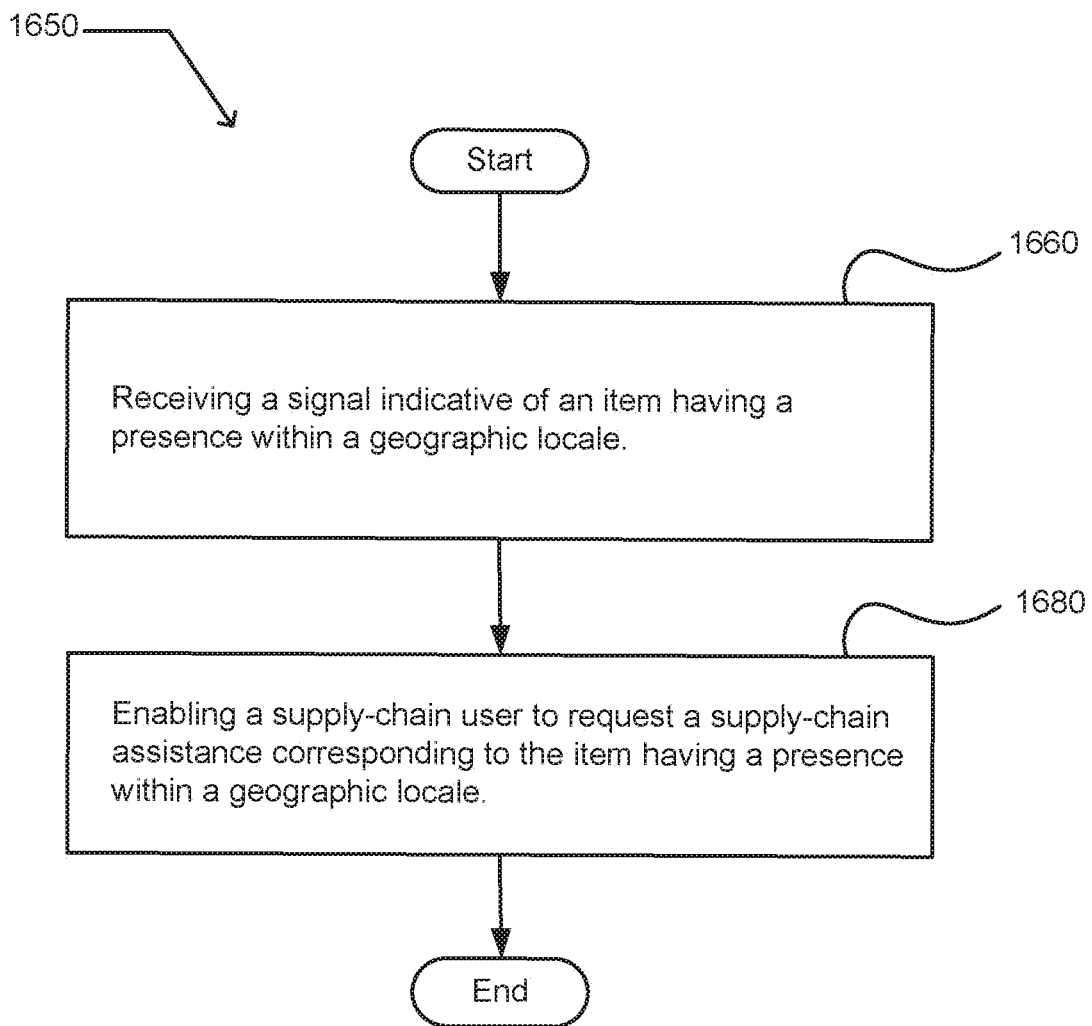 1650
Start
1660
Receiving a signal indicative of an item having a
presence within a geographic locale.
1680
Enabling a supply-chain user to request a supply-chain
assistance corresponding to the item having a presence
within a geographic locale.
End